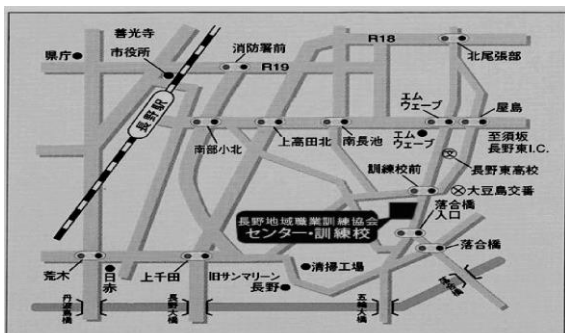 善光寺
県庁
市役所
消防署前
R18
R19
北尾張部
長野駅
エム
ウェーブ
屋島
南部小北
上高田北
南長池
エム
ウェーブ
至須坂
長野東I.C.
訓練校前
文
長野東高校
大豆島交番
長野地域職業訓練協会
センター・訓練校
落合橋
入口
落合橋
荒木
日赤
上千田
旧サンマリーン
長野
清掃工場
丹波島橋
長野大橋
五輪大橋